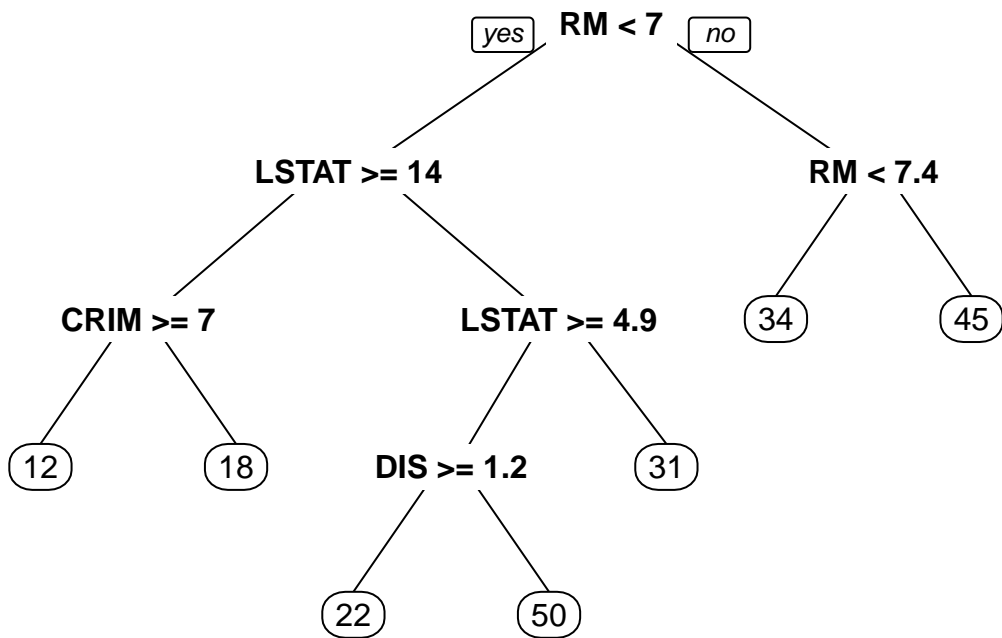 yes RM < 7 no
LSTAT >= 14 RM < 7.4
CRIM >= 7 LSTAT >= 4.9 34 45
12 18 DIS >= 1.2 31
22 50